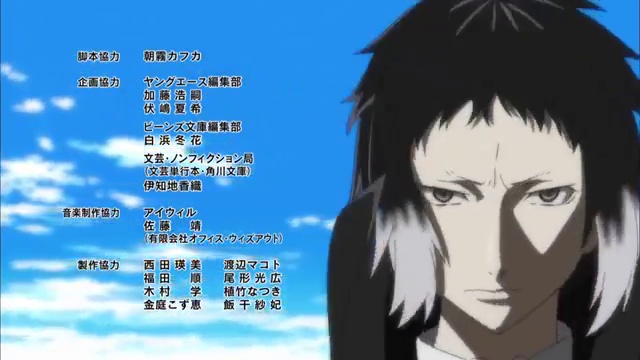 脚本協力 朝霧カフカ
企画協力 ヤングエース編集部
加藤浩嗣
伏嶋夏希
ビーンズ文庫編集部
白浜冬花
文芸・ノンフィクション局
(文芸単行本・角川文庫)
伊知地香織
音楽制作協力 アイウィル
佐藤 靖
(有限会社オフィス・ウィズアウト)
製作協力 西田瑛美 渡辺マコト
福田 順 尾形光広
木村 学 植竹なつき
金庭こず恵 飯干紗妃